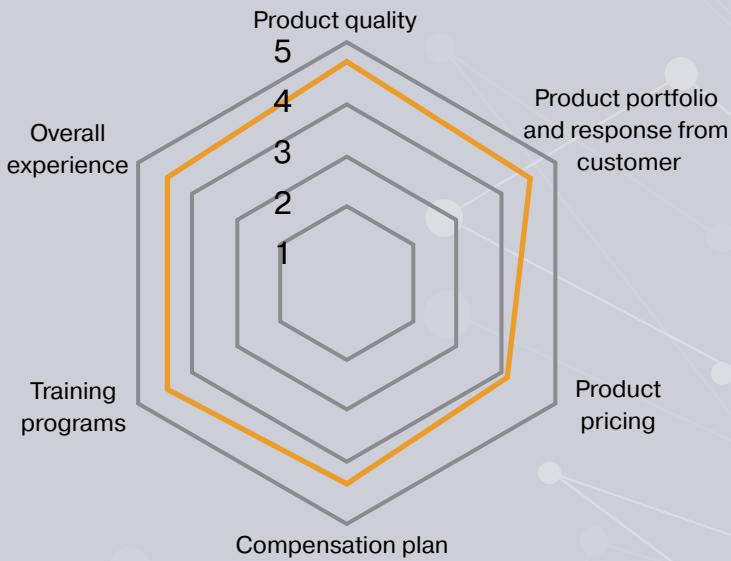 Product quality
5
4
3
2
1
Product portfolio
and response from
customer
Product
pricing
Compensation plan
Training
programs
Overall
experience